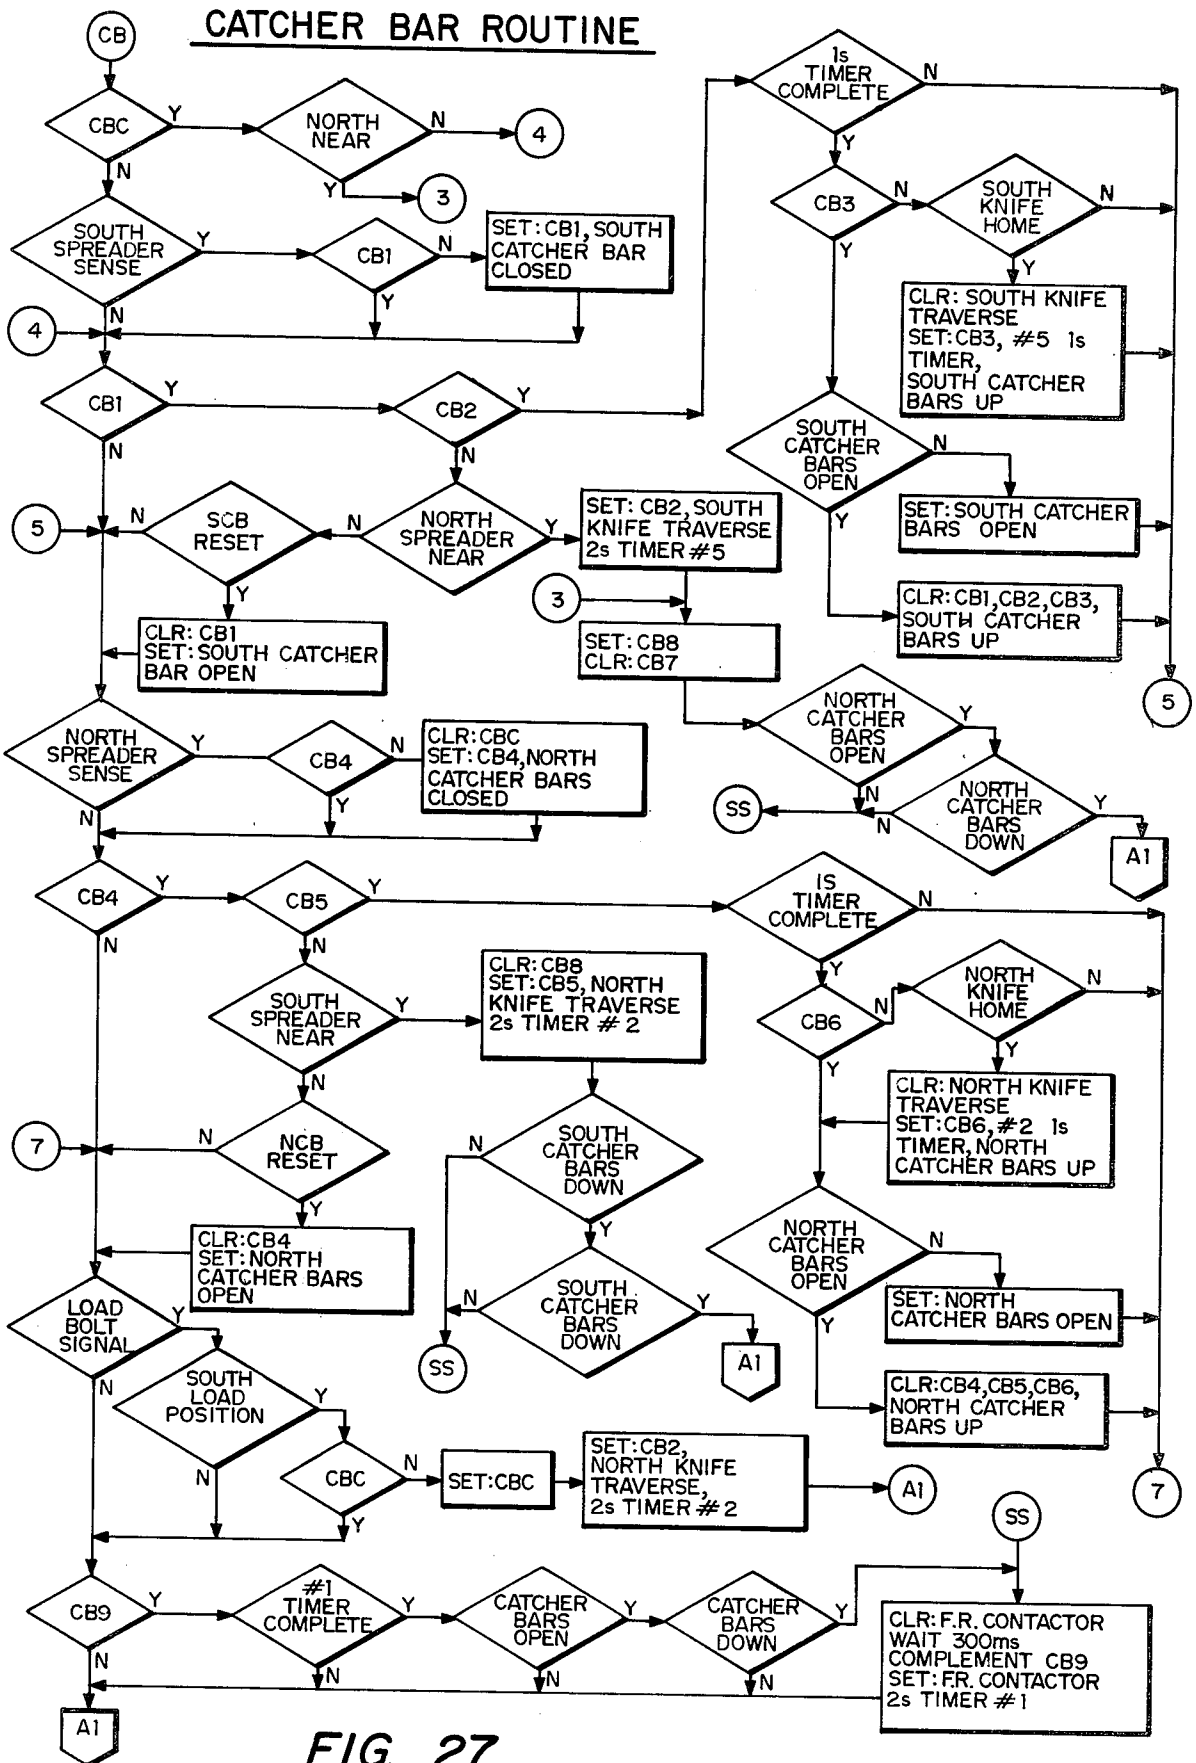 CATCHER BAR ROUTINE
CB
CBC
Y
N
NORTH
NEAR
N
Y
4
3
SOUTH
SPREADER
SENSE
Y
N
CB1
N
Y
SET: CB1, SOUTH
CATCHER BAR
CLOSED
4
CB1
Y
N
CB2
Y
N
5
SCB
RESET
N
Y
NORTH
SPREADER
NEAR
N
Y
SET: CB2, SOUTH
KNIFE TRAVERSE
2s TIMER #5
3
SET: CB8
CLR: CB7
CLR: CB1
SET: SOUTH CATCHER
BAR OPEN
1s
TIMER
COMPLETE
N
Y
CB3
N
Y
SOUTH
KNIFE
HOME
N
Y
CLR: SOUTH KNIFE
TRAVERSE
SET: CB3, #5 1s
TIMER,
SOUTH CATCHER
BARS UP
SOUTH
CATCHER
BARS
OPEN
N
Y
SET: SOUTH CATCHER
BARS OPEN
CLR: CB1, CB2, CB3,
SOUTH CATCHER
BARS UP
5
NORTH
CATCHER
BARS
OPEN
Y
N
NORTH
CATCHER
BARS
DOWN
Y
N
SS
A1
NORTH
SPREADER
SENSE
Y
N
CB4
N
Y
CLR: CBC
SET: CB4, NORTH
CATCHER BARS
CLOSED
CB4
Y
N
CB5
Y
N
1S
TIMER
COMPLETE
N
Y
SOUTH
SPREADER
NEAR
Y
N
CLR: CB8
SET: CB5, NORTH
KNIFE TRAVERSE
2s TIMER # 2
CB6
N
Y
NORTH
KNIFE
HOME
N
Y
CLR: NORTH KNIFE
TRAVERSE
SET: CB6, #2 1s
TIMER, NORTH
CATCHER BARS UP
7
NCB
RESET
N
Y
CLR: CB4
SET: NORTH
CATCHER BARS
OPEN
SOUTH
CATCHER
BARS
DOWN
N
Y
SOUTH
CATCHER
BARS
DOWN
N
Y
SS
A1
NORTH
CATCHER
BARS
OPEN
N
Y
SET: NORTH
CATCHER BARS OPEN
CLR: CB4, CB5, CB6,
NORTH CATCHER
BARS UP
7
LOAD
BOLT
SIGNAL
Y
N
SOUTH
LOAD
POSITION
Y
N
CBC
N
Y
SET: CBC
SET: CB2,
NORTH KNIFE
TRAVERSE,
2s TIMER # 2
A1
SS
CB9
Y
N
#1
TIMER
COMPLETE
Y
N
CATCHER
BARS
OPEN
Y
N
CATCHER
BARS
DOWN
Y
N
CLR: F.R. CONTACTOR
WAIT 300ms
COMPLEMENT CB9
SET: F.R. CONTACTOR
2s TIMER #1
A1
FIG. 27